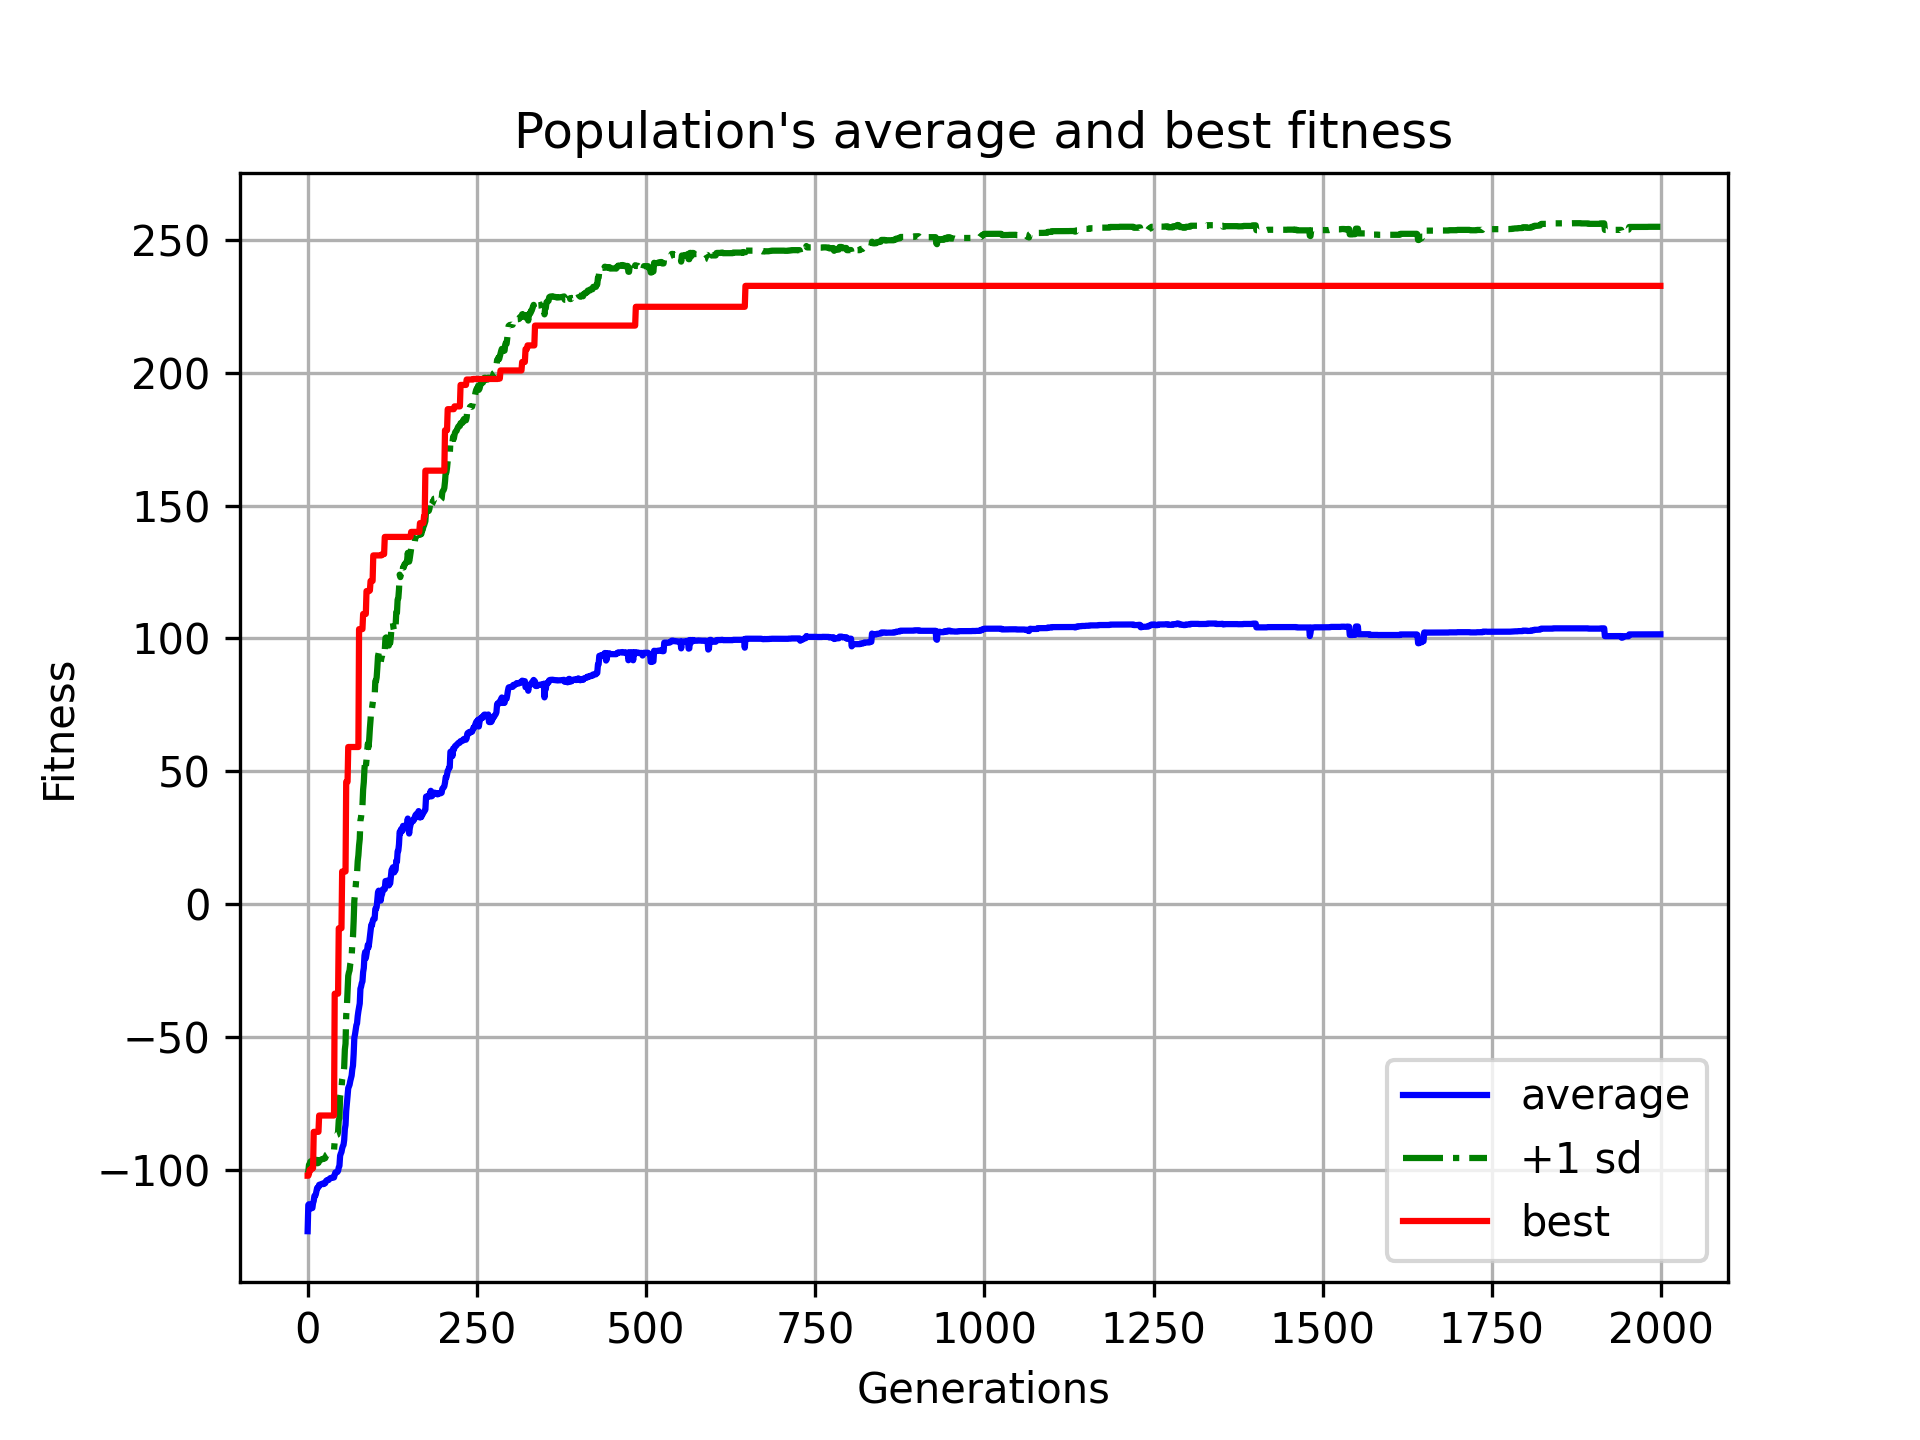 Population's average and best fitness
Fitness
250
200
150
100
50
0
−50
−100
0 250 500 750 1000 1250 1500 1750 2000
Generations
average
+1 sd
best